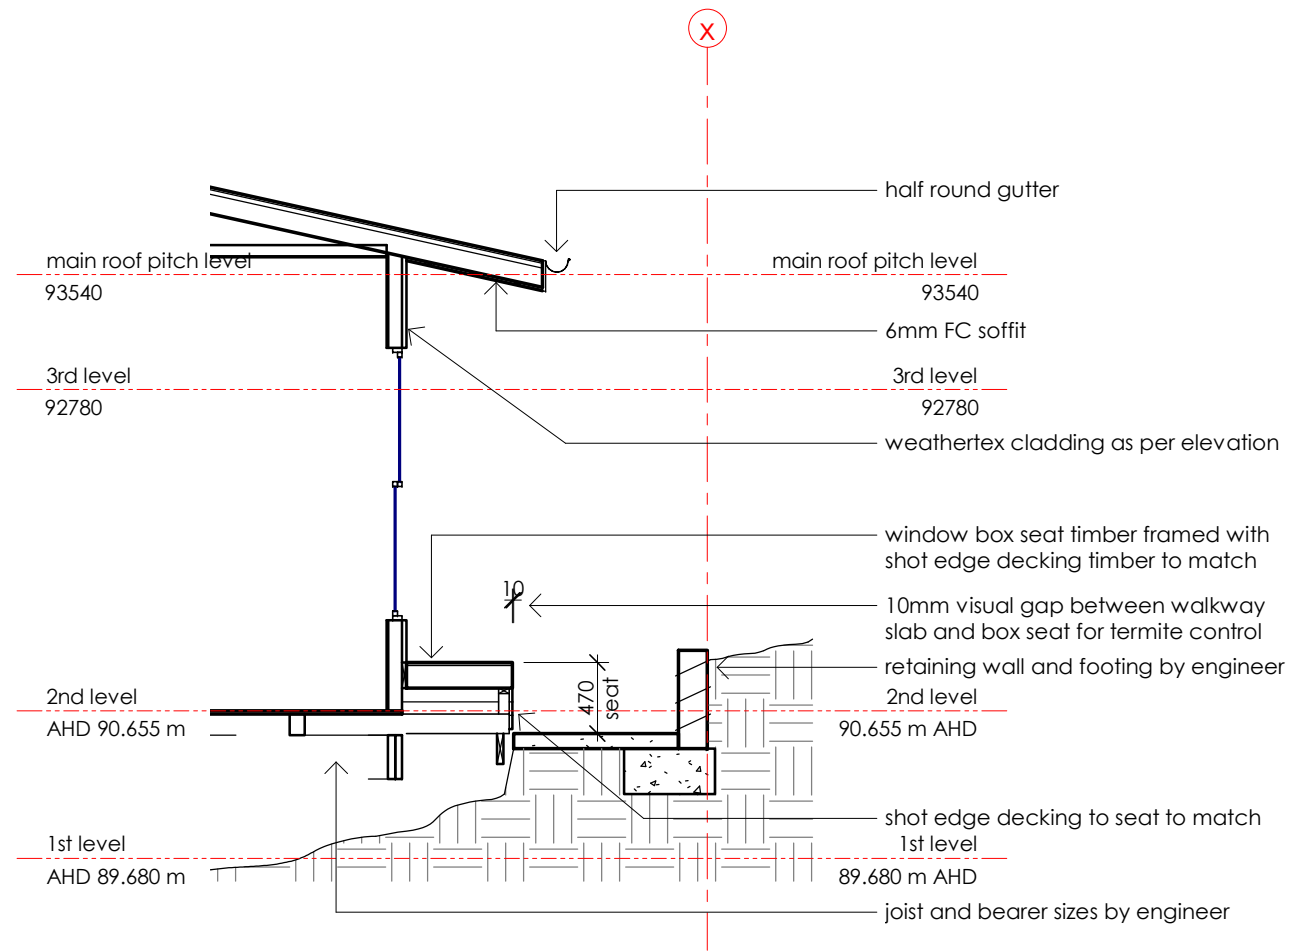 X
half round gutter
main roof pitch level
93540
main roof pitch level
93540
6mm FC soffit
3rd level
92780
3rd level
92780
weathertex cladding as per elevation
window box seat timber framed with
shot edge decking timber to match
10
10mm visual gap between walkway
slab and box seat for termite control
retaining wall and footing by engineer
470
seat
2nd level
AHD 90.655 m
2nd level
90.655 m AHD
shot edge decking to seat to match
1st level
AHD 89.680 m
1st level
89.680 m AHD
joist and bearer sizes by engineer